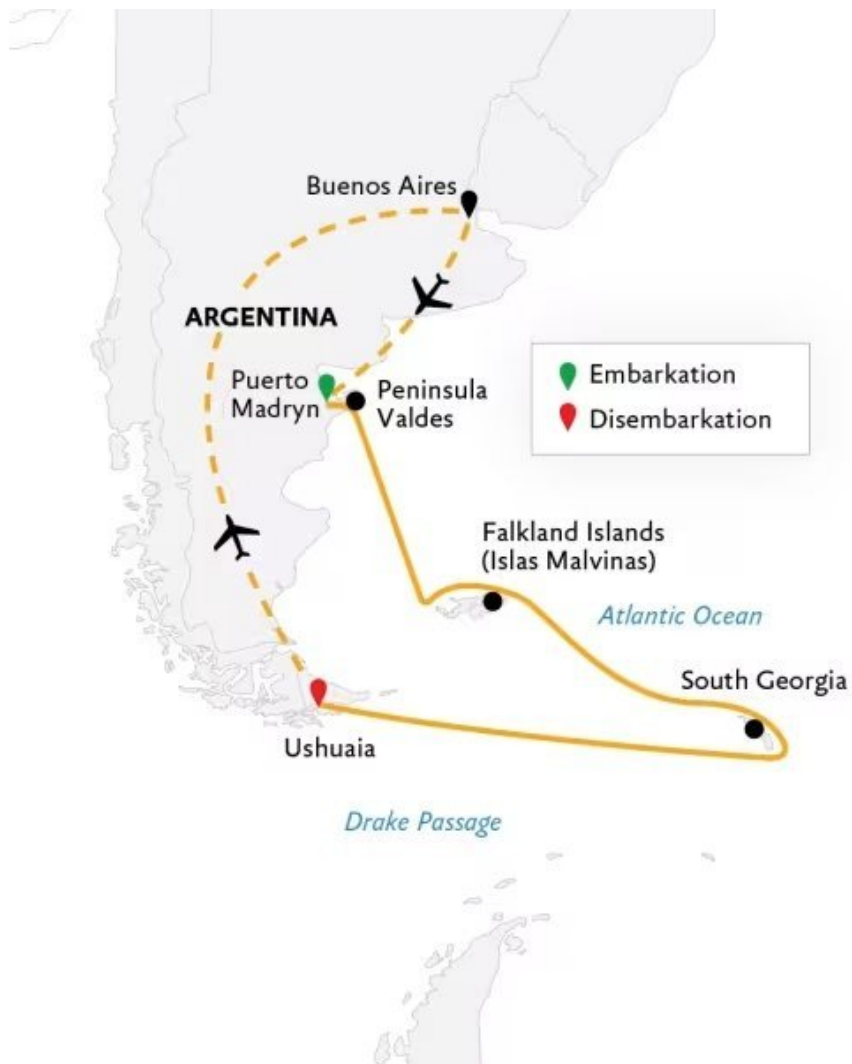 Buenos Aires
ARGENTINA
Puerto
Madryn
Peninsula
Valdes
Embarkation
Disembarkation
Falkland Islands
(Islas Malvinas)
Atlantic Ocean
South Georgia
Ushuaia
Drake Passage